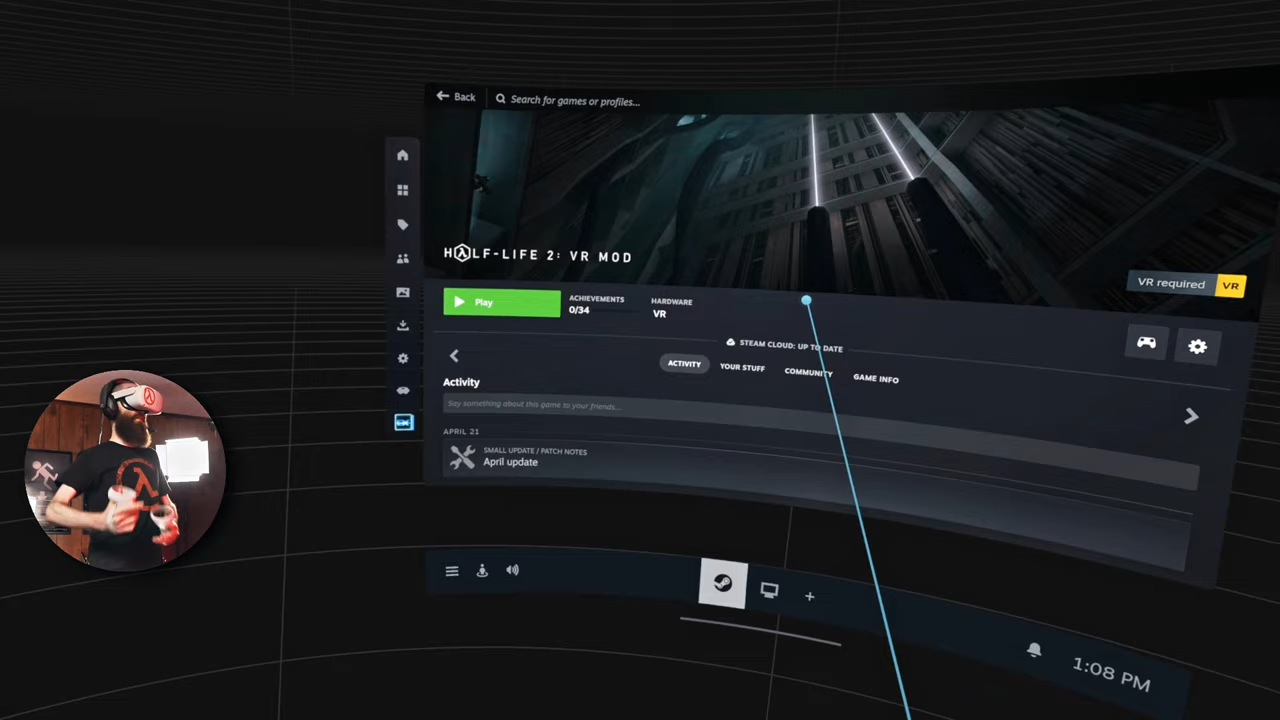 Back
Search for games or profiles...
HALF-LIFE 2: VR MOD
VR required VR
Play
ACHIEVEMENTS
0/34
HARDWARE
VR
STEAM CLOUD: UP TO DATE
ACTIVITY YOUR STUFF COMMUNITY GAME INFO
Activity
Say something about this game to your friends...
APRIL 21
SMALL UPDATE / PATCH NOTES
April update
1:08 PM